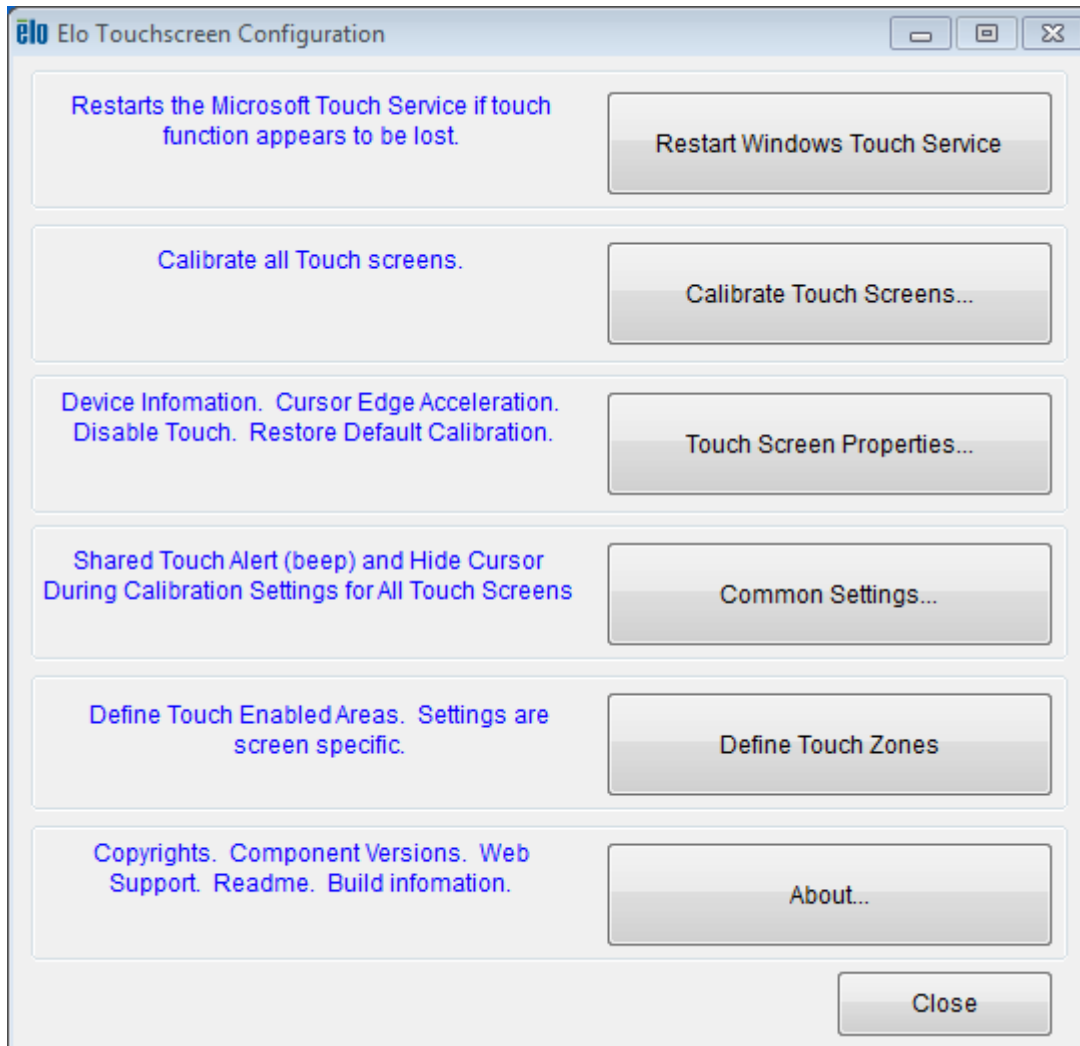 elo Elo Touchscreen Configuration
Restarts the Microsoft Touch Service if touch
function appears to be lost.
Restart Windows Touch Service
Calibrate all Touch screens.
Calibrate Touch Screens...
Device Infomation.  Cursor Edge Acceleration.
Disable Touch.  Restore Default Calibration.
Touch Screen Properties...
Shared Touch Alert (beep) and Hide Cursor
During Calibration Settings for All Touch Screens
Common Settings...
Define Touch Enabled Areas.  Settings are
screen specific.
Define Touch Zones
Copyrights.  Component Versions.  Web
Support.  Readme.  Build infomation.
About...
Close